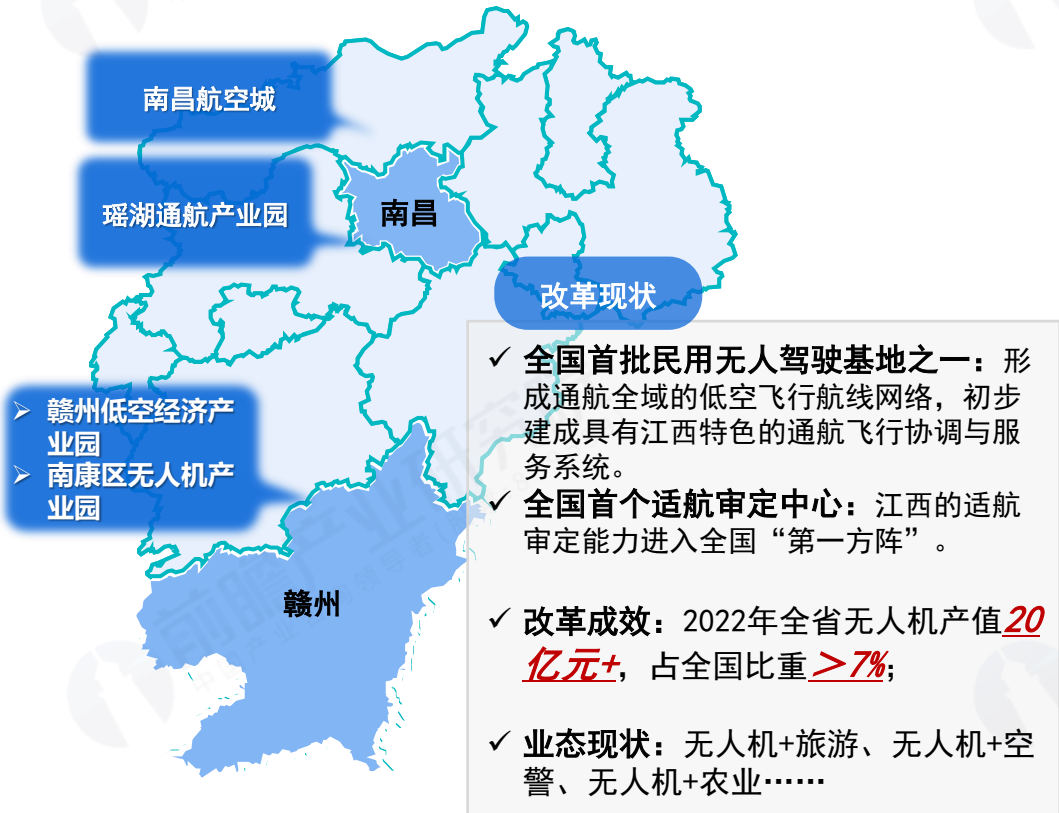 南昌航空城
瑶湖通航产业园
南昌
改革现状
✓ 全国首批民用无人驾驶基地之一：形
成通航全域的低空飞行航线网络，初步
建成具有江西特色的通航飞行协调与服
务系统。
✓ 全国首个适航审定中心：江西的适航
审定能力进入全国“第一方阵”。
➢ 赣州低空经济产
业园
➢ 南康区无人机产
业园
赣州
✓ 改革成效：2022年全省无人机产值20
亿元+，占全国比重＞7%；
✓ 业态现状：无人机+旅游、无人机+空
警、无人机+农业……
前瞻产业研究院